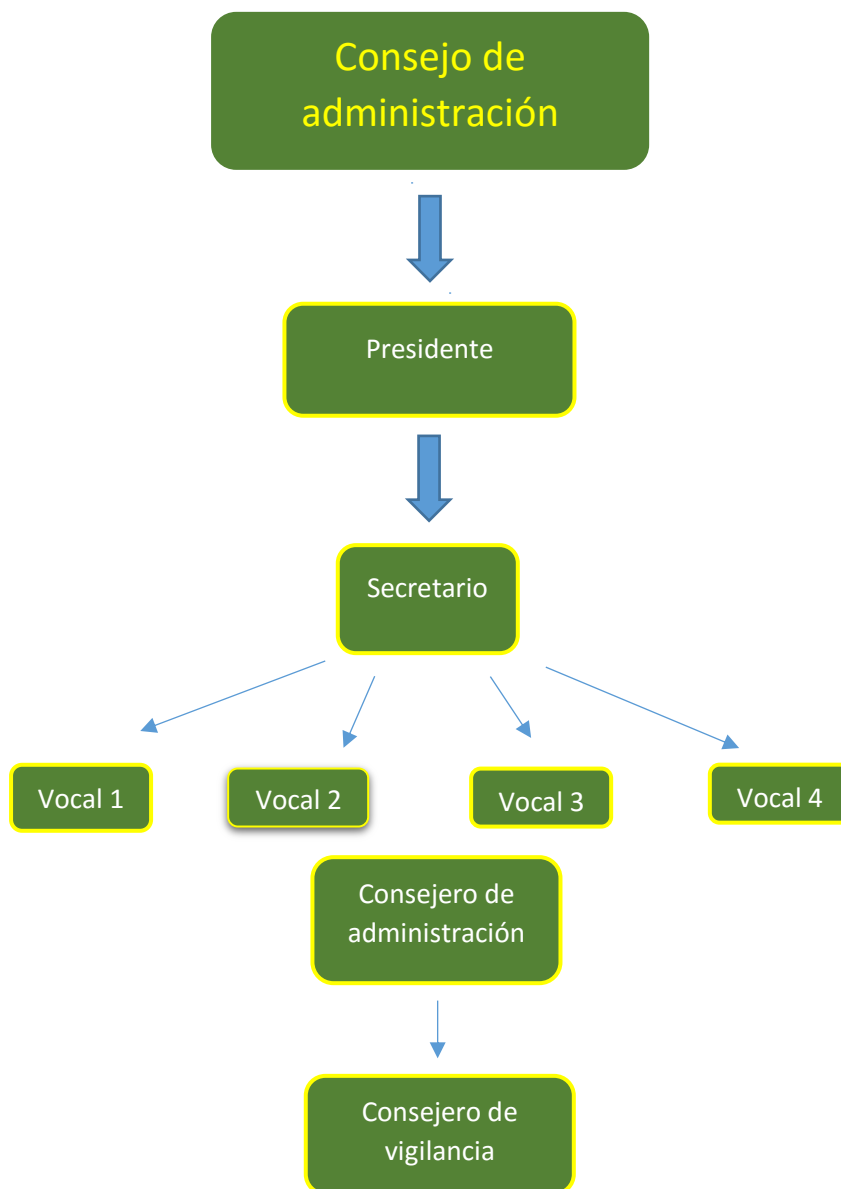 Consejo de
administración
Presidente
Secretario
Vocal 1
Vocal 2
Vocal 3
Vocal 4
Consejero de
administración
Consejero de
vigilancia